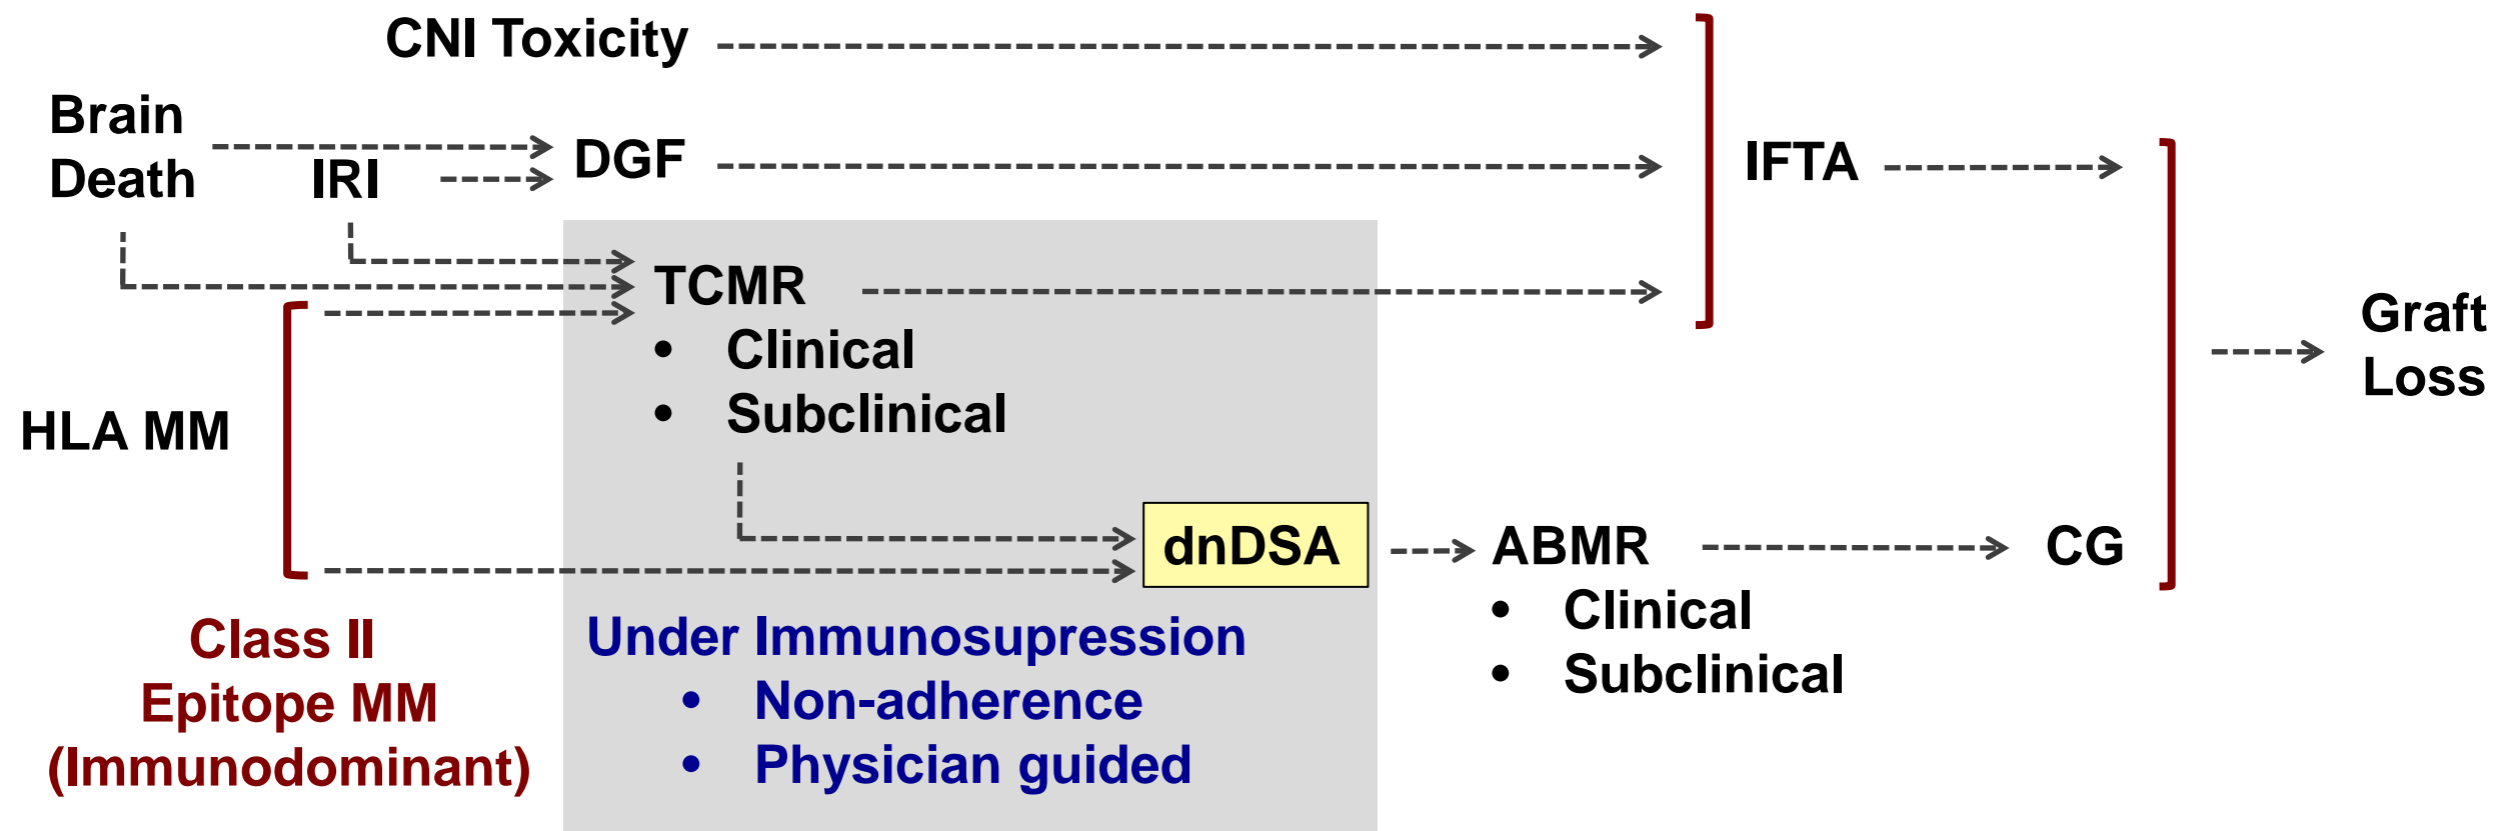 CNI Toxicity
Brain
Death
IRI
DGF
IFTA
TCMR
• Clinical
• Subclinical
HLA MM
Graft
Loss
dnDSA
ABMR
• Clinical
• Subclinical
CG
Class II
Epitope MM
(Immunodominant)
Under Immunosupression
• Non-adherence
• Physician guided